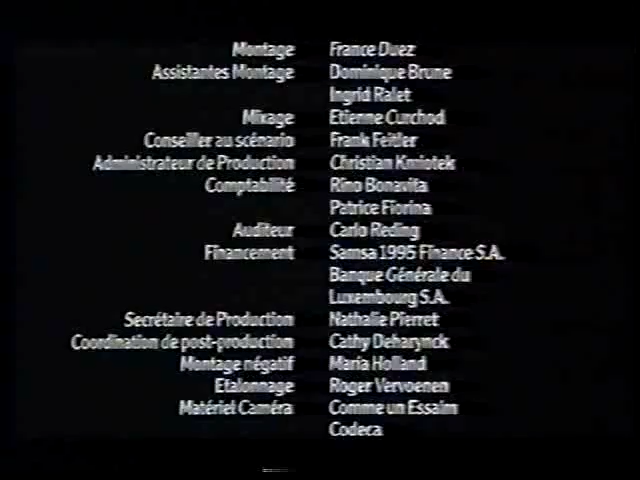 Montage France Duez
Assistantes Montage Dominique Brune
Ingrid Ralet
Mixage Etienne Curchod
Conseiller au scénario Frank Feitler
Administrateur de Production Christian Kmiotek
Comptabilité Rino Bonavita
Patrice Fiorina
Auditeur Carlo Reding
Financement Samsa 1995 Finance S.A.
Banque Générale du
Luxembourg S.A.
Secrétaire de Production Nathalie Pierret
Coordination de post-production Cathy Deharynck
Montage négatif Maria Holland
Etalonnage Roger Vervoenen
Matériel Caméra Comme un Essaim
Codeca